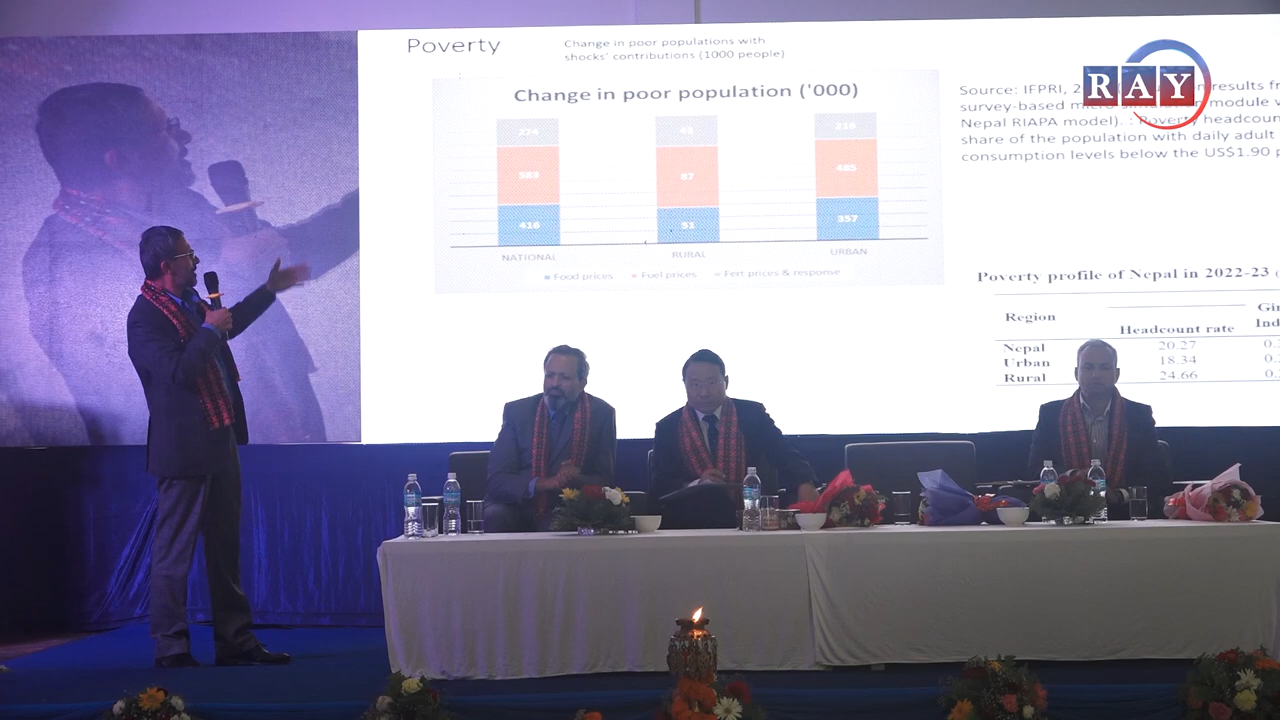 Poverty
Change in poor populations with
shocks' contributions (1000 people)
Change in poor population ('000)
274
43
583
87
485
416
51
357
NATIONAL
RURAL
URBAN
Food prices
Fuel prices
Fert prices & response
RAY
Source: IFPRI, results
survey-based module
Nepal RIAPA model). : Poverty
share of the population with daily adult
consumption levels below the US$1.90
Poverty profile of Nepal in 2022-23
Region
Headcount rate
Nepal 20.27
Urban 18.34
Rural 24.66